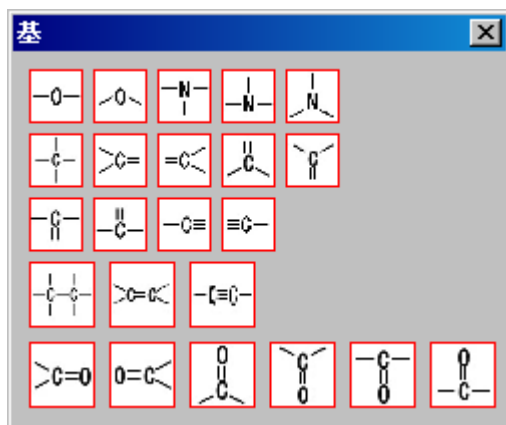 基
-O- O -N- -N- N
-C- >C= =C< C C
-C- -C- -C≡ ≡C-
-C-C- >C=C< -C≡C-
>C=O O=C< O=C C=O -C-=O O=-C-